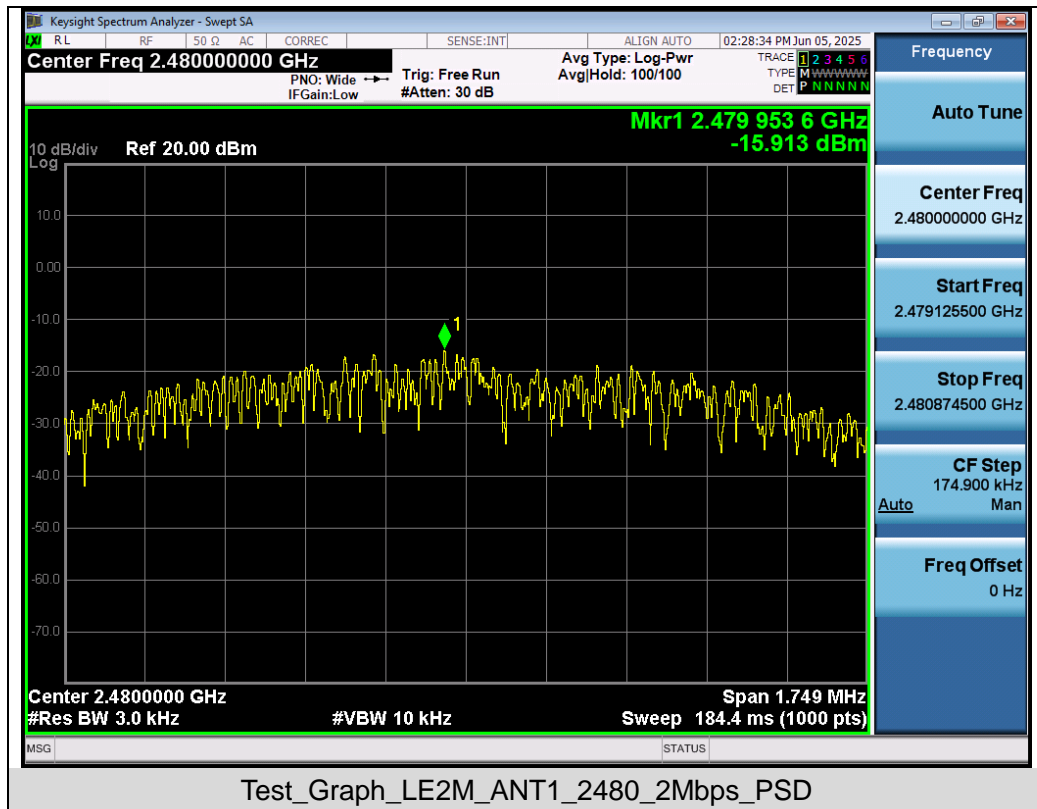 Keysight Spectrum Analyzer - Swept SA
LXI RL RF 50 Ω AC CORREC SENSE:INT ALIGN AUTO 02:28:34 PM Jun 05, 2025
Center Freq 2.480000000 GHz
PNO: Wide
IFGain:Low
Trig: Free Run
#Atten: 30 dB
Avg Type: Log-Pwr
Avg|Hold: 100/100
TRACE 1 2 3 4 5 6
TYPE M WWWWW
DET P N N N N N
Frequency
Auto Tune
Center Freq
2.480000000 GHz
Start Freq
2.479125500 GHz
Stop Freq
2.480874500 GHz
CF Step
174.900 kHz
Auto Man
Freq Offset
0 Hz
Mkr1 2.479 953 6 GHz
-15.913 dBm
10 dB/div Ref 20.00 dBm
Log
10.0
0.00
-10.0
-20.0
-30.0
-40.0
-50.0
-60.0
-70.0
1
Center 2.4800000 GHz Span 1.749 MHz
#Res BW 3.0 kHz #VBW 10 kHz Sweep 184.4 ms (1000 pts)
MSG STATUS
Test_Graph_LE2M_ANT1_2480_2Mbps_PSD